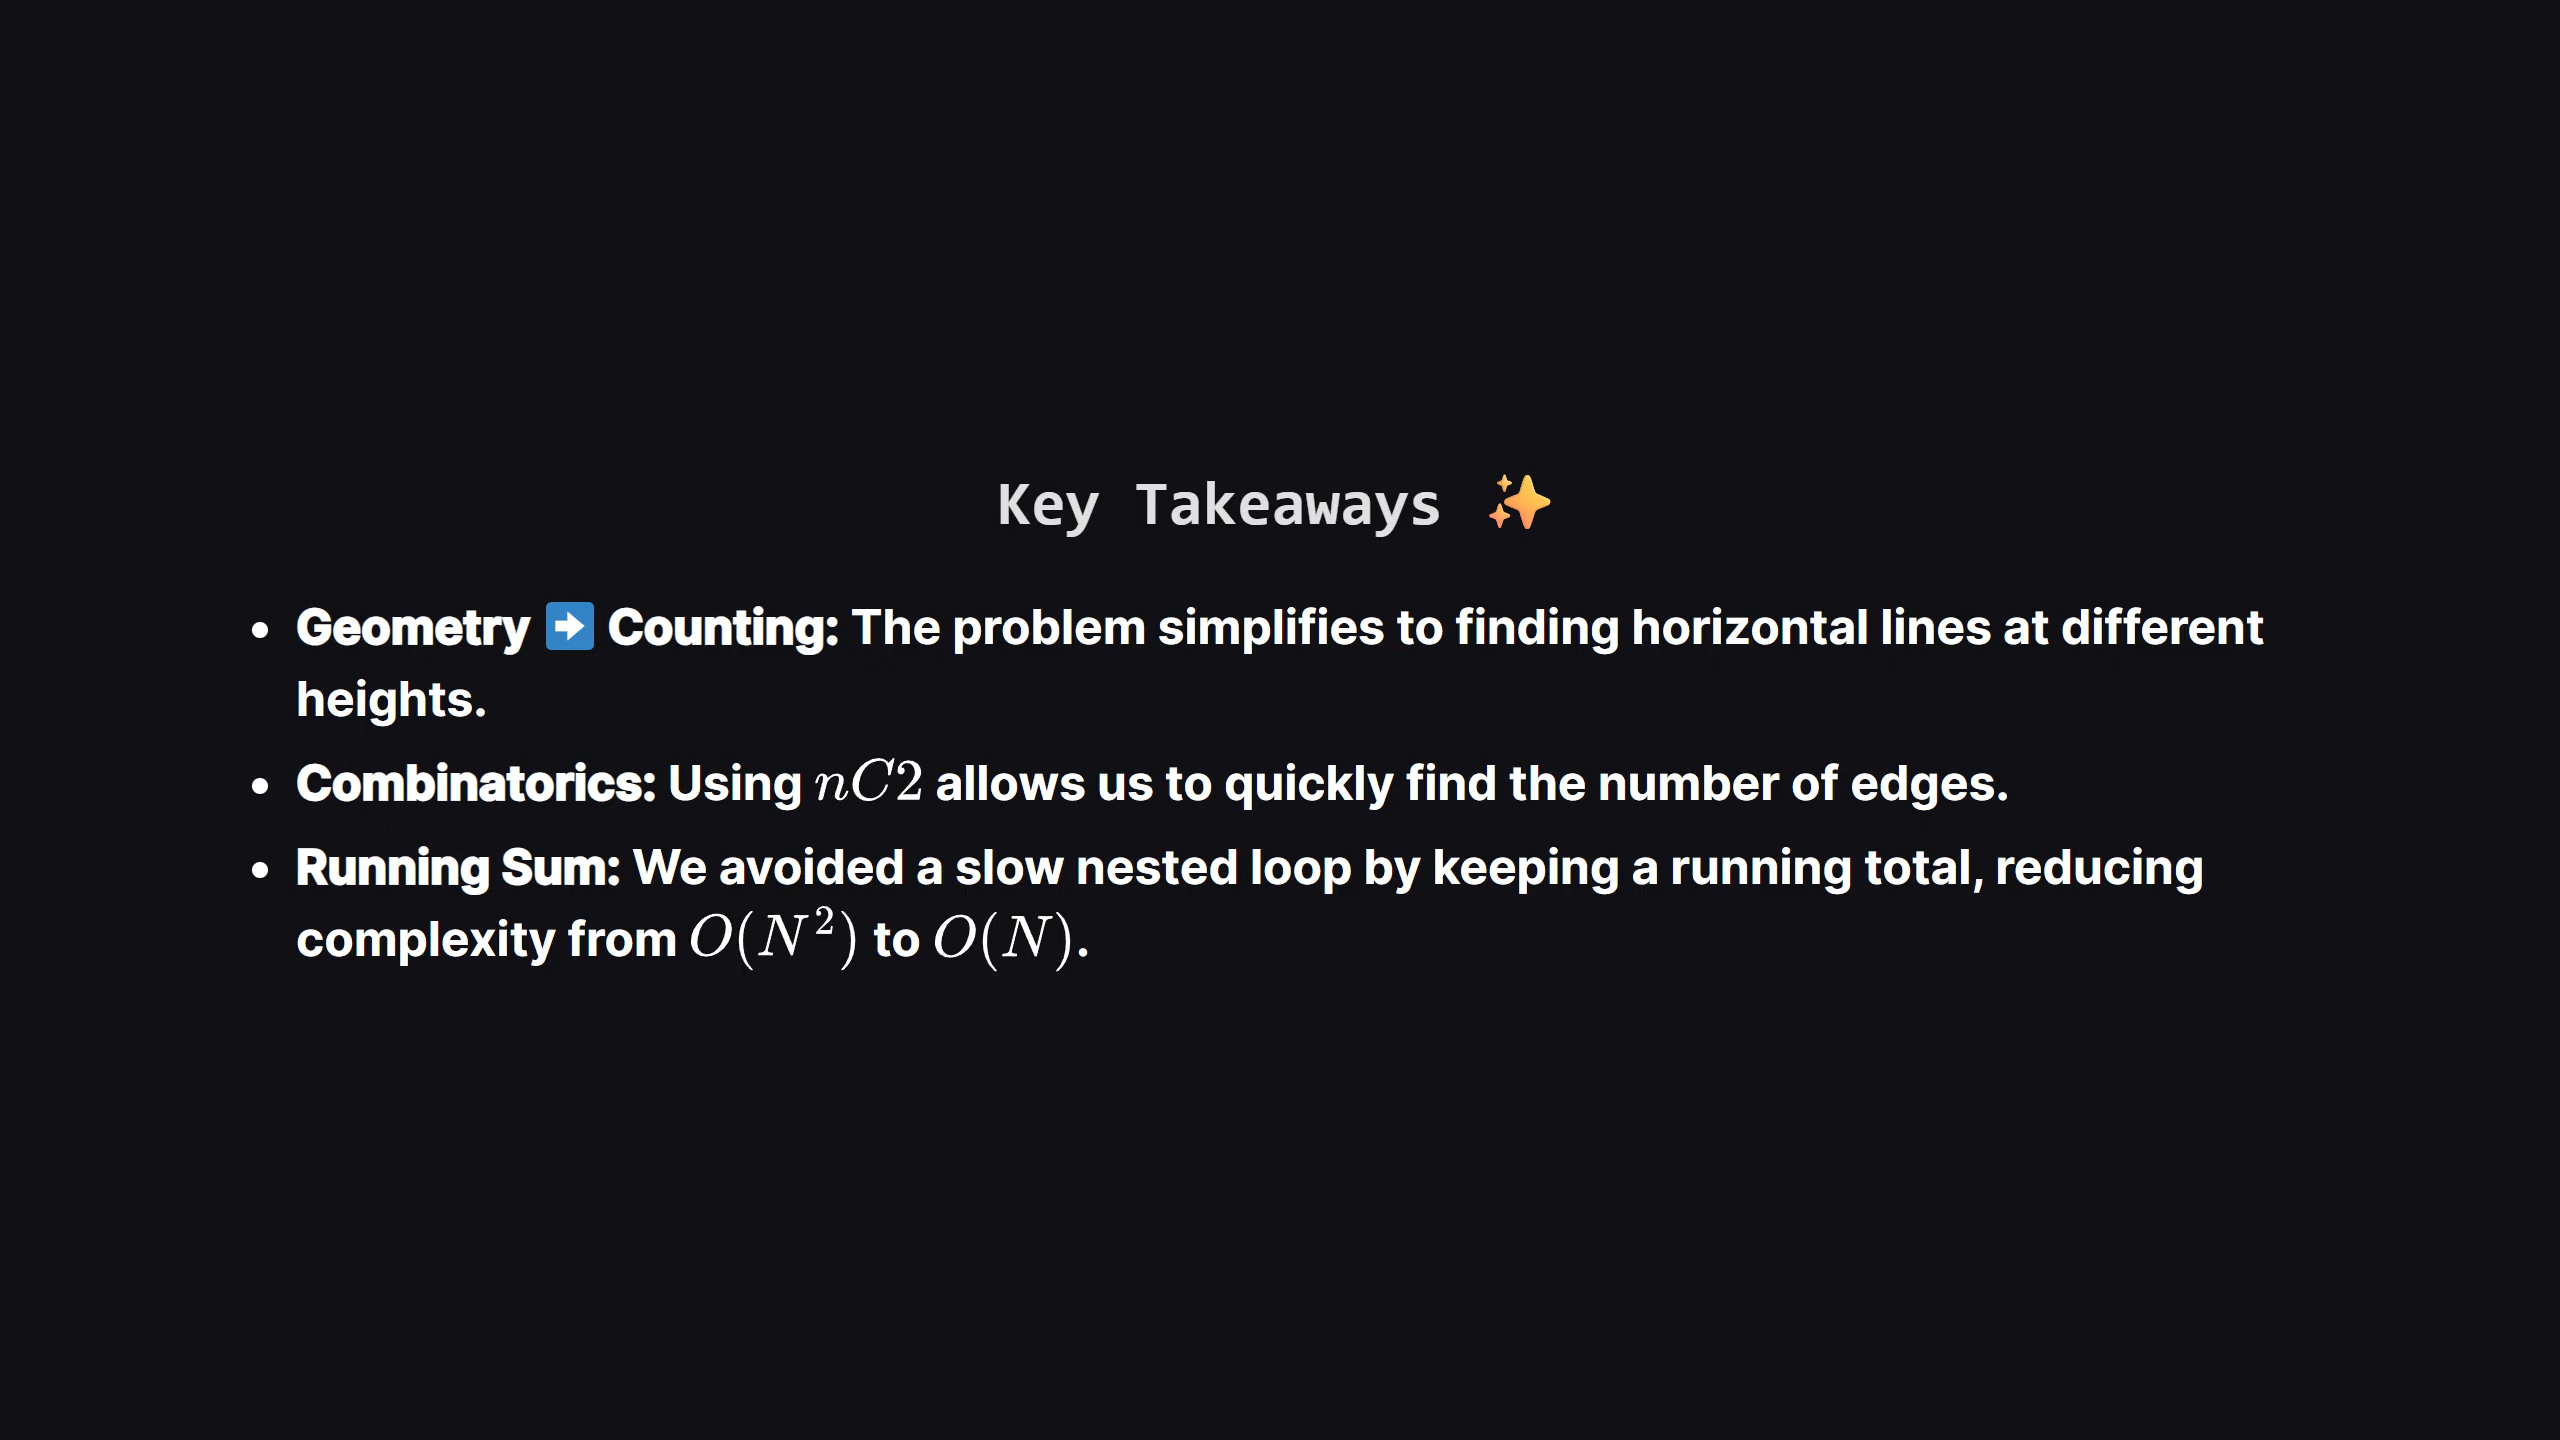 Key Takeaways ✨
• Geometry ➡️ Counting: The problem simplifies to finding horizontal lines at different
heights.
• Combinatorics: Using nC2 allows us to quickly find the number of edges.
• Running Sum: We avoided a slow nested loop by keeping a running total, reducing
complexity from O(N²) to O(N).